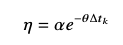 η = αe^{-θΔt_k}